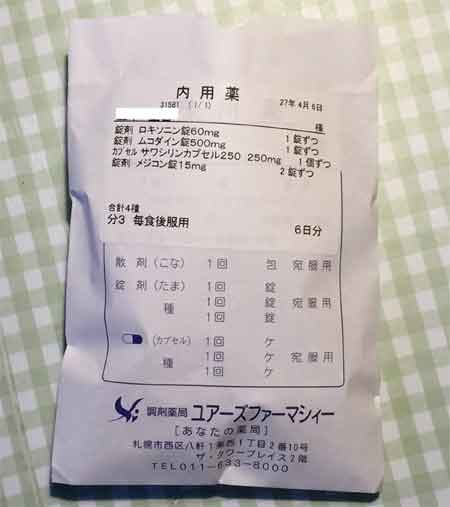 内用薬
31581 (1/1) 27年4月6日
種
錠剤 ロキソニン錠60mg 1錠ずつ
錠剤 ムコダイン錠500mg 1錠ずつ
カプセル サワシリンカプセル250 250mg 1個ずつ
錠剤 メジコン錠15mg 2錠ずつ
合計4種
分3 毎食後服用 6日分
散剤(こな) 1回 包 宛服用
錠剤(たま) 1回 錠
種 1回 錠 宛服用
1回 錠
(カプセル) 1回 ケ
種 1回 ケ 宛服用
1回 ケ
調剤薬局 ユアーズファーマシィー
[あなたの薬局]
札幌市西区八軒1条西1丁目2番10号
ザ・タワープレイス2階
TEL011-633-8000